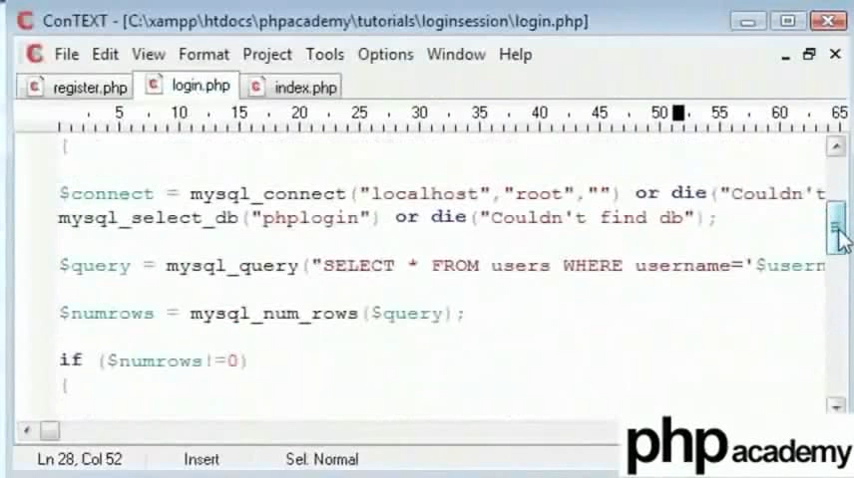 ConTEXT - [C:\xampp\htdocs\phpacademy\tutorials\loginsession\login.php]
File Edit View Format Project Tools Options Window Help
register.php login.php index.php
5 10 15 20 25 30 35 40 45 50 55 60 65
{
$connect = mysql_connect("localhost","root","") or die("Couldn't
mysql_select_db("phplogin") or die("Couldn't find db");
$query = mysql_query("SELECT * FROM users WHERE username='$usern
$numrows = mysql_num_rows($query);
if ($numrows!=0)
{
Ln 28, Col 52 Insert Sel: Normal
php academy